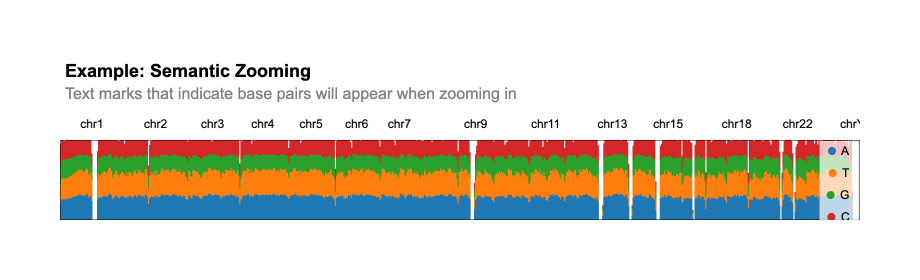 Example: Semantic Zooming
Text marks that indicate base pairs will appear when zooming in
chr1 chr2 chr3 chr4 chr5 chr6 chr7 chr9 chr11 chr13 chr15 chr18 chr22 chrY
A
T
G
C